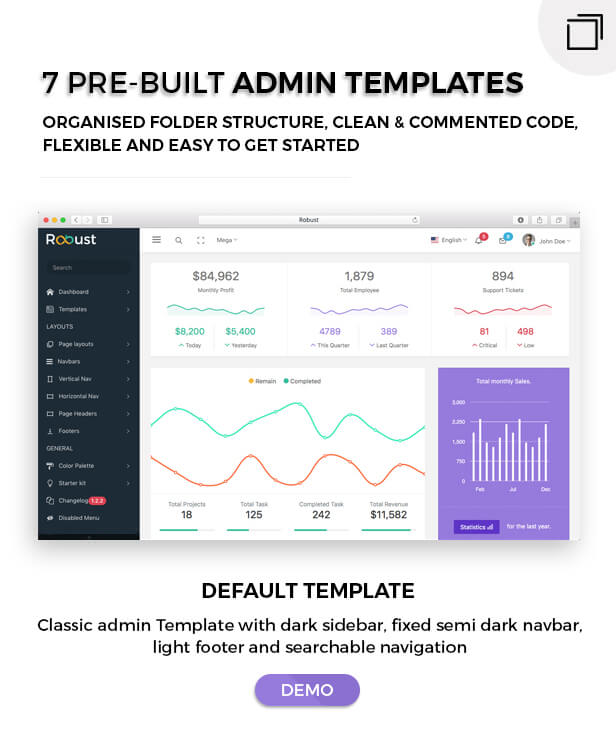 7 PRE-BUILT ADMIN TEMPLATES
ORGANISED FOLDER STRUCTURE, CLEAN & COMMENTED CODE,
FLEXIBLE AND EASY TO GET STARTED
Robust
Robust
Mega
English
5
8
John Doe
Search
Dashboard
Templates
LAYOUTS
Page layouts
Navbars
Vertical Nav
Horizontal Nav
Page Headers
Footers
GENERAL
Color Palette
Starter kit
Changelog 1.2.2
Disabled Menu
$84,962
Monthly Profit
$8,200 $5,400
Today Yesterday
1,879
Total Employee
4789 389
This Quarter Last Quarter
894
Support Tickets
81 498
Critical Low
Remain Completed
Total Projects Total Task Completed Task Total Revenue
18 125 242 $11,582
Total monthly Sales.
3,000
2,250
1,500
750
0
Feb Jul Dec
Statistics for the last year.
DEFAULT TEMPLATE
Classic admin Template with dark sidebar, fixed semi dark navbar,
light footer and searchable navigation
DEMO